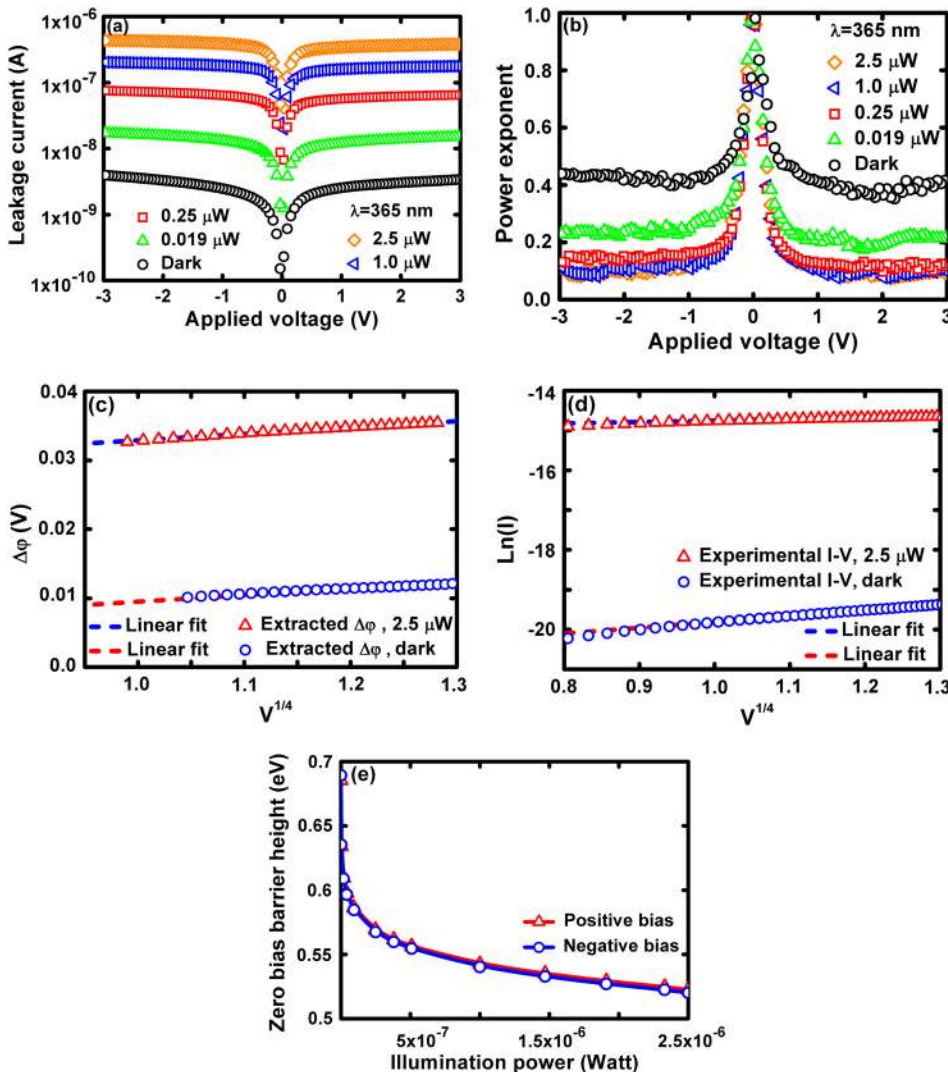 (a)
Leakage current (A)
1x10⁻⁶
1x10⁻⁷
1x10⁻⁸
1x10⁻⁹
1x10⁻¹⁰
0.25 μW
0.019 μW
Dark
λ=365 nm
2.5 μW
1.0 μW
-3 -2 -1 0 1 2 3
Applied voltage (V)
(b)
Power exponent
1.0
0.8
0.6
0.4
0.2
0.0
λ=365 nm
2.5 μW
1.0 μW
0.25 μW
0.019 μW
Dark
-3 -2 -1 0 1 2 3
Applied voltage (V)
(c)
Δφ (V)
0.04
0.03
0.02
0.01
0.0
Linear fit Extracted Δφ , 2.5 μW
Linear fit Extracted Δφ , dark
1.0 1.1 1.2 1.3
V^1/4
(d)
Ln(I)
-14
-16
-18
-20
Experimental I-V, 2.5 μW
Experimental I-V, dark
Linear fit
Linear fit
0.8 0.9 1.0 1.1 1.2 1.3
V^1/4
(e)
Zero bias barrier height (eV)
0.7
0.65
0.6
0.55
0.5
Positive bias
Negative bias
5x10⁻⁷ 1.5x10⁻⁶ 2.5x10⁻⁶
Illumination power (Watt)